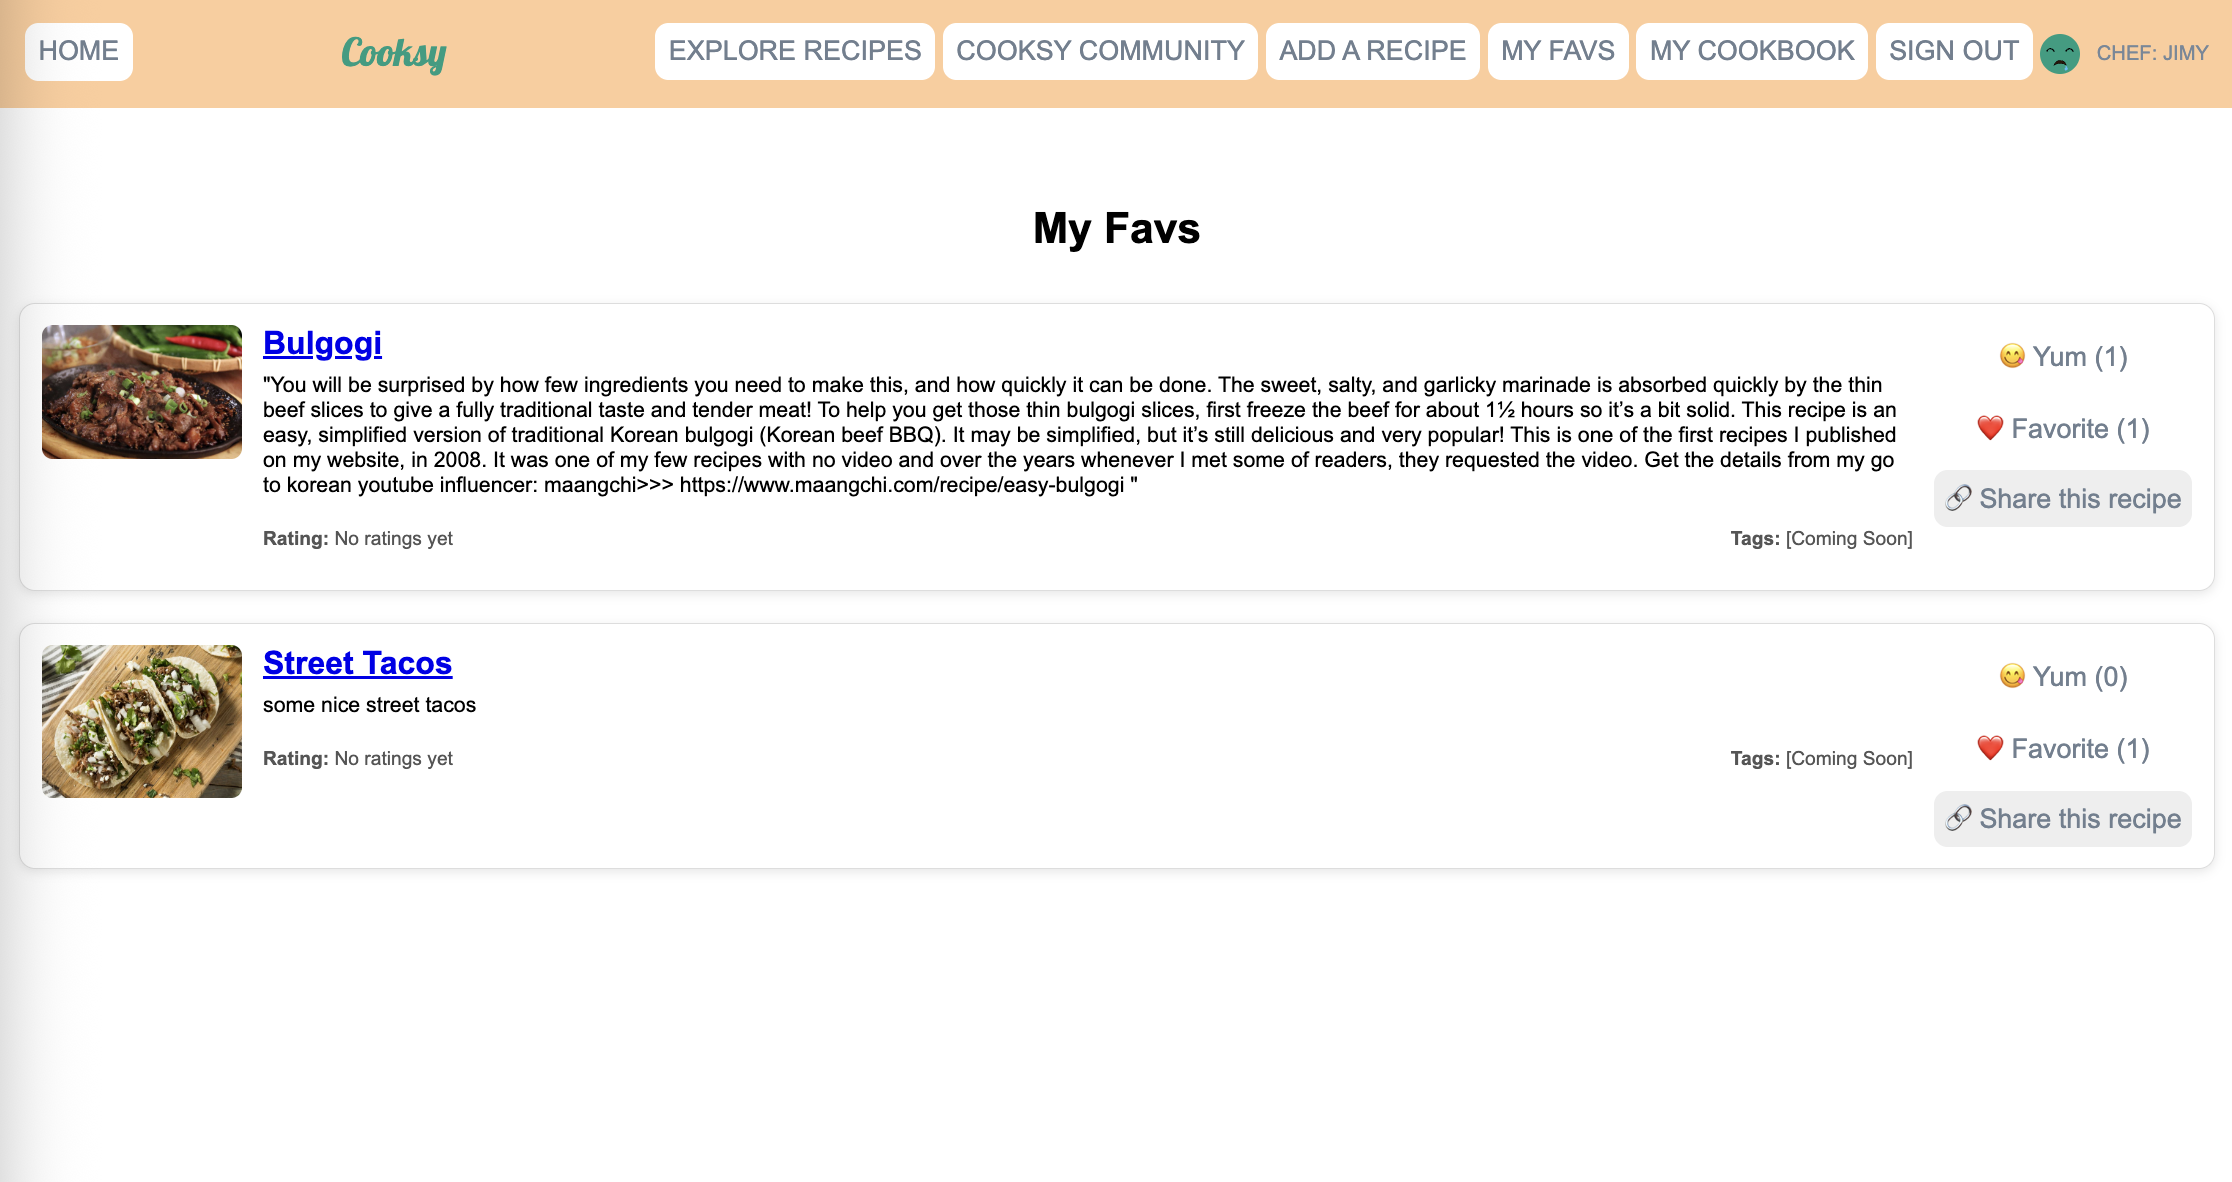 HOME
Cooksy
EXPLORE RECIPES
COOKSY COMMUNITY
ADD A RECIPE
MY FAVS
MY COOKBOOK
SIGN OUT
CHEF: JIMY
My Favs
Bulgogi
"You will be surprised by how few ingredients you need to make this, and how quickly it can be done. The sweet, salty, and garlicky marinade is absorbed quickly by the thin
beef slices to give a fully traditional taste and tender meat! To help you get those thin bulgogi slices, first freeze the beef for about 1½ hours so it’s a bit solid. This recipe is an
easy, simplified version of traditional Korean bulgogi (Korean beef BBQ). It may be simplified, but it’s still delicious and very popular! This is one of the first recipes I published
on my website, in 2008. It was one of my few recipes with no video and over the years whenever I met some of readers, they requested the video. Get the details from my go
to korean youtube influencer: maangchi>>> https://www.maangchi.com/recipe/easy-bulgogi "
Rating: No ratings yet
Tags: [Coming Soon]
😋 Yum (1)
❤️ Favorite (1)
🔗 Share this recipe
Street Tacos
some nice street tacos
Rating: No ratings yet
Tags: [Coming Soon]
😋 Yum (0)
❤️ Favorite (1)
🔗 Share this recipe